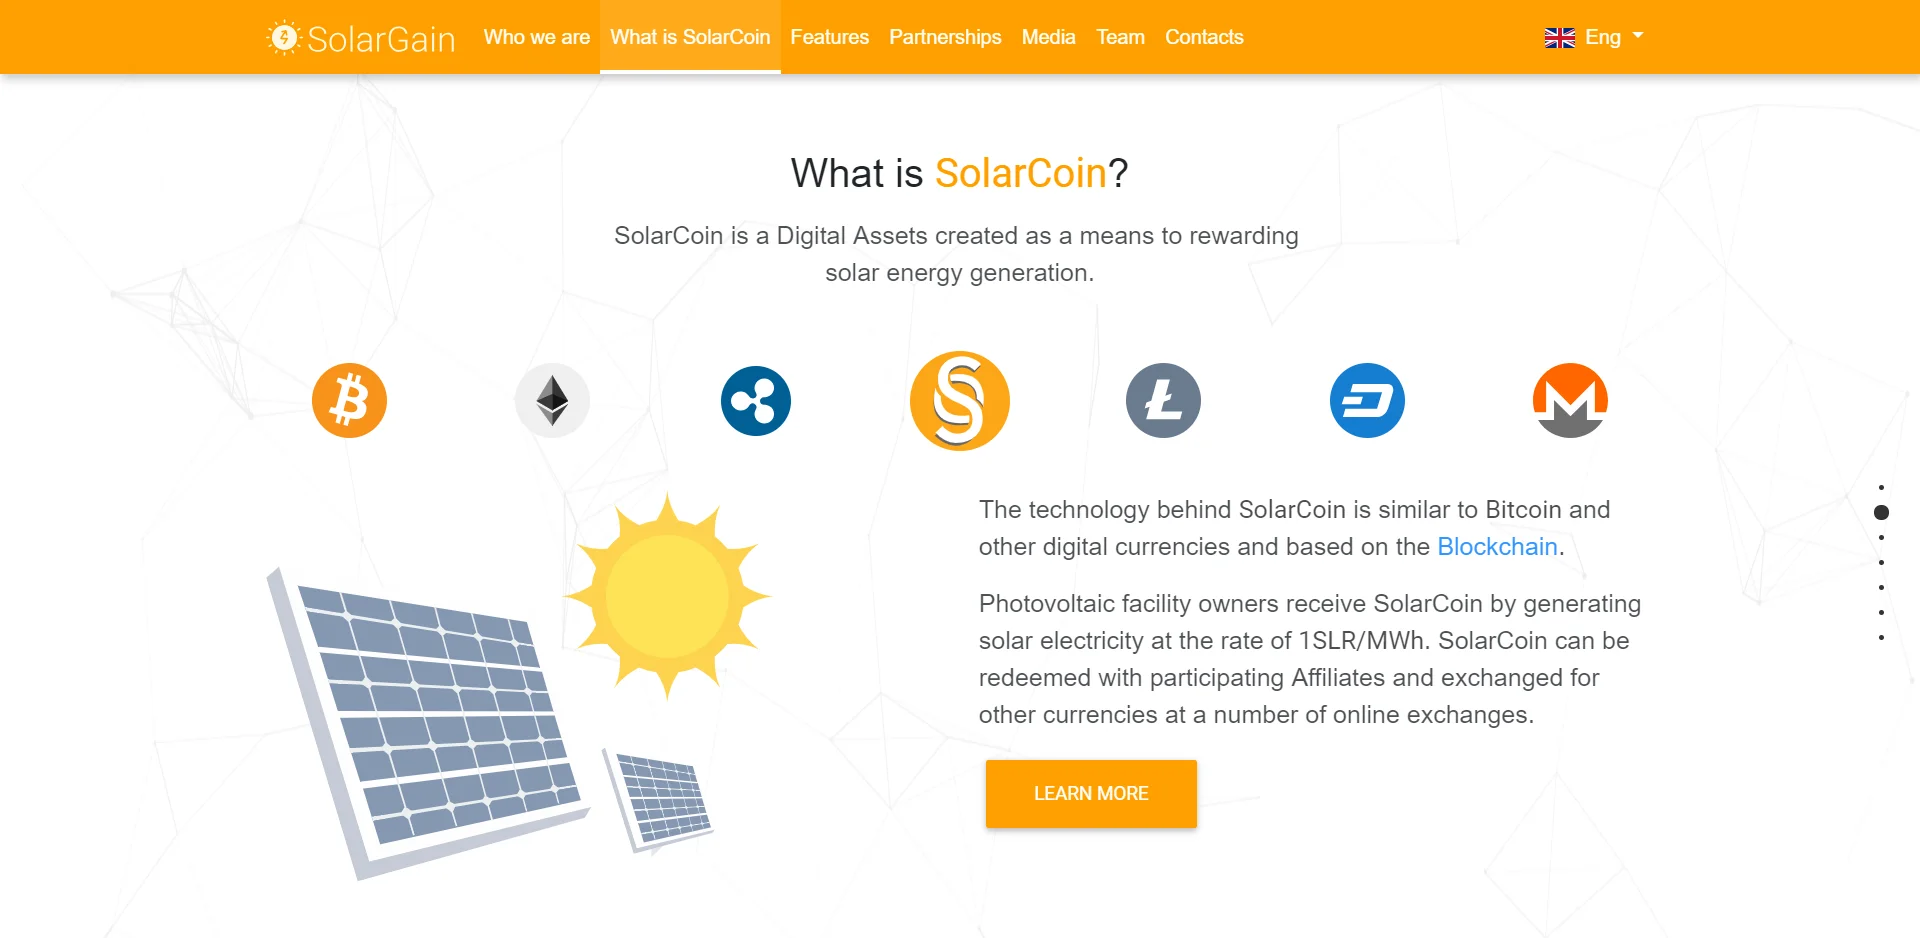 SolarGain Who we are What is SolarCoin Features Partnerships Media Team Contacts Eng
What is SolarCoin?
SolarCoin is a Digital Assets created as a means to rewarding
solar energy generation.
The technology behind SolarCoin is similar to Bitcoin and
other digital currencies and based on the Blockchain.
Photovoltaic facility owners receive SolarCoin by generating
solar electricity at the rate of 1SLR/MWh. SolarCoin can be
redeemed with participating Affiliates and exchanged for
other currencies at a number of online exchanges.
LEARN MORE